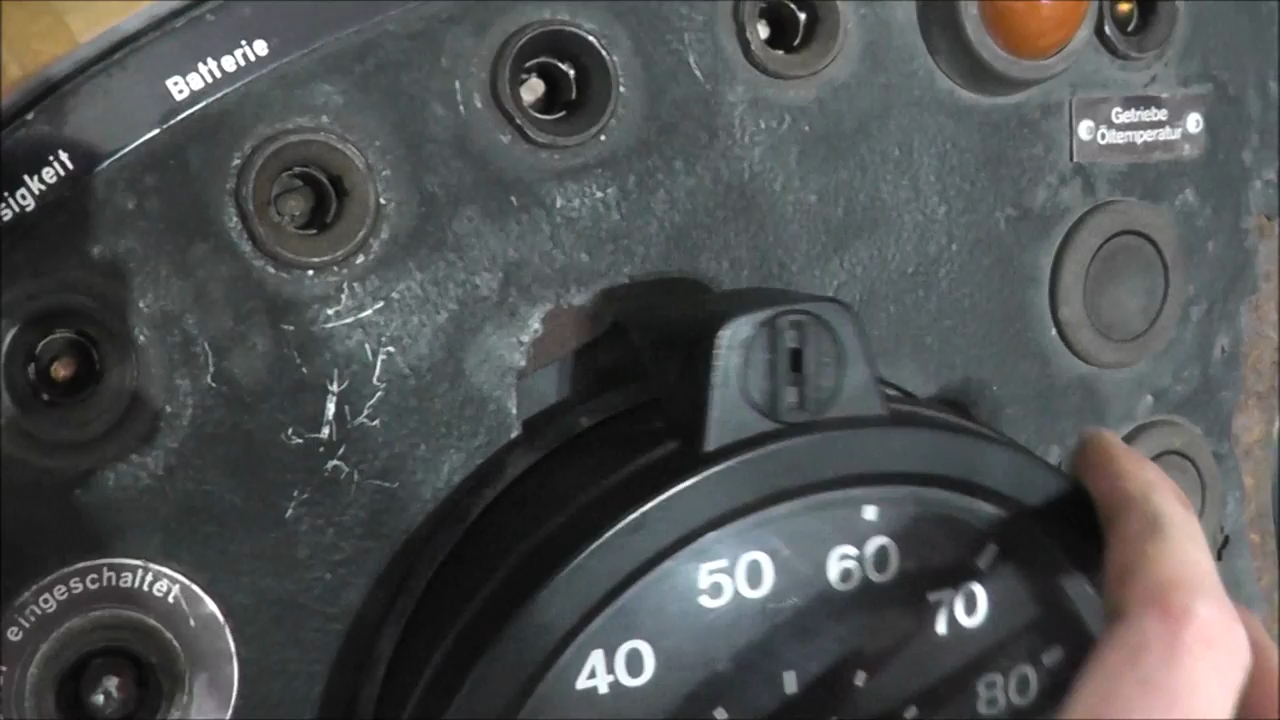 Batterie
sigkeit
Getriebe
Öltemperatur
eingeschaltet
50 60
70
40
80